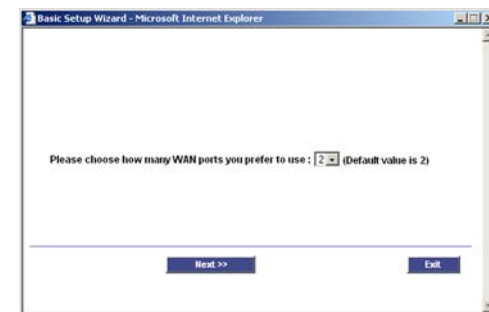 Basic Setup Wizard - Microsoft Internet Explorer
Please choose how many WAN ports you prefer to use : 2 (Default value is 2)
Next >> Exit